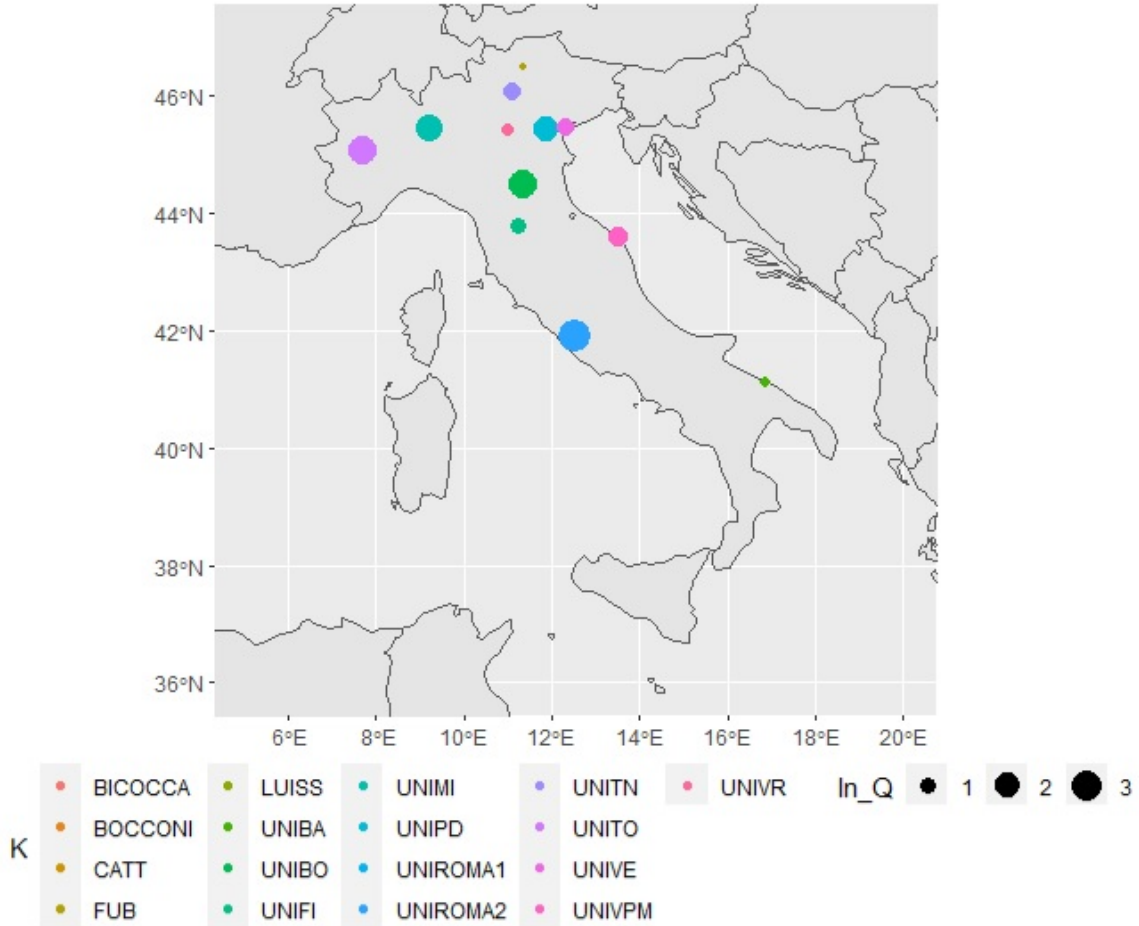 46°N
44°N
42°N
40°N
38°N
36°N
6°E 8°E 10°E 12°E 14°E 16°E 18°E 20°E
BICOCCA LUISS UNIMI UNITN UNIVR ln_Q 1 2 3
BOCCONI UNIBA UNIPD UNITO
K
CATT UNIBO UNIROMA1 UNIVE
FUB UNIFI UNIROMA2 UNIVPM